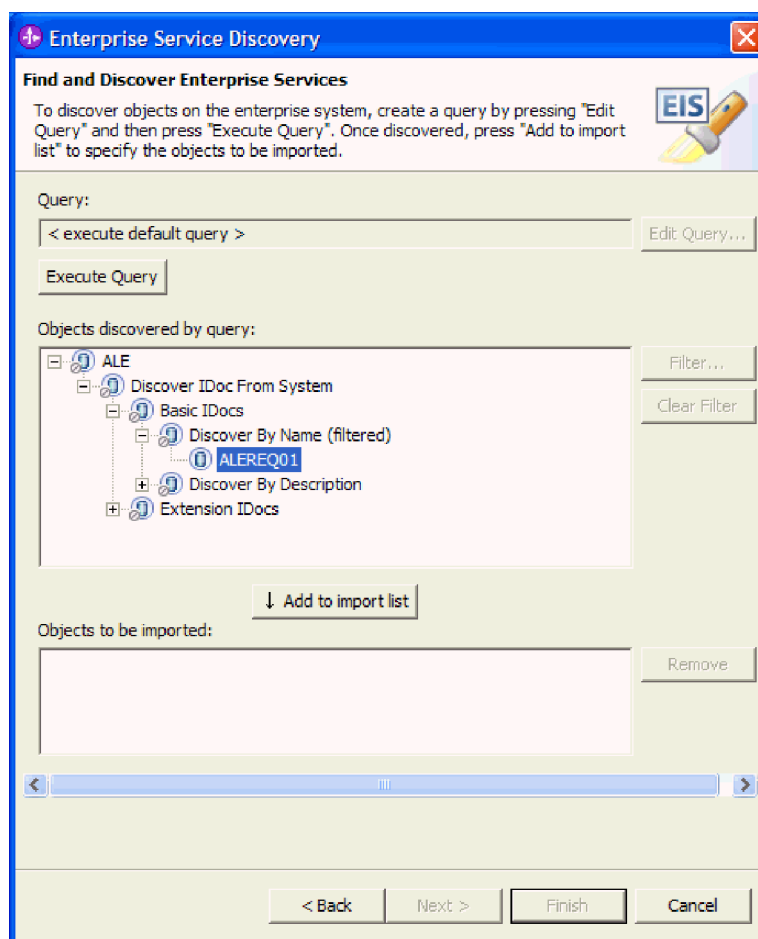 Enterprise Service Discovery
Find and Discover Enterprise Services
To discover objects on the enterprise system, create a query by pressing "Edit
Query" and then press "Execute Query". Once discovered, press "Add to import
list" to specify the objects to be imported.
EIS
Query:
< execute default query >
Edit Query...
Execute Query
Objects discovered by query:
ALE
Discover IDoc From System
Basic IDocs
Discover By Name (filtered)
ALEREQ01
Discover By Description
Extension IDocs
Filter...
Clear Filter
↓ Add to import list
Objects to be imported:
Remove
< Back
Next >
Finish
Cancel